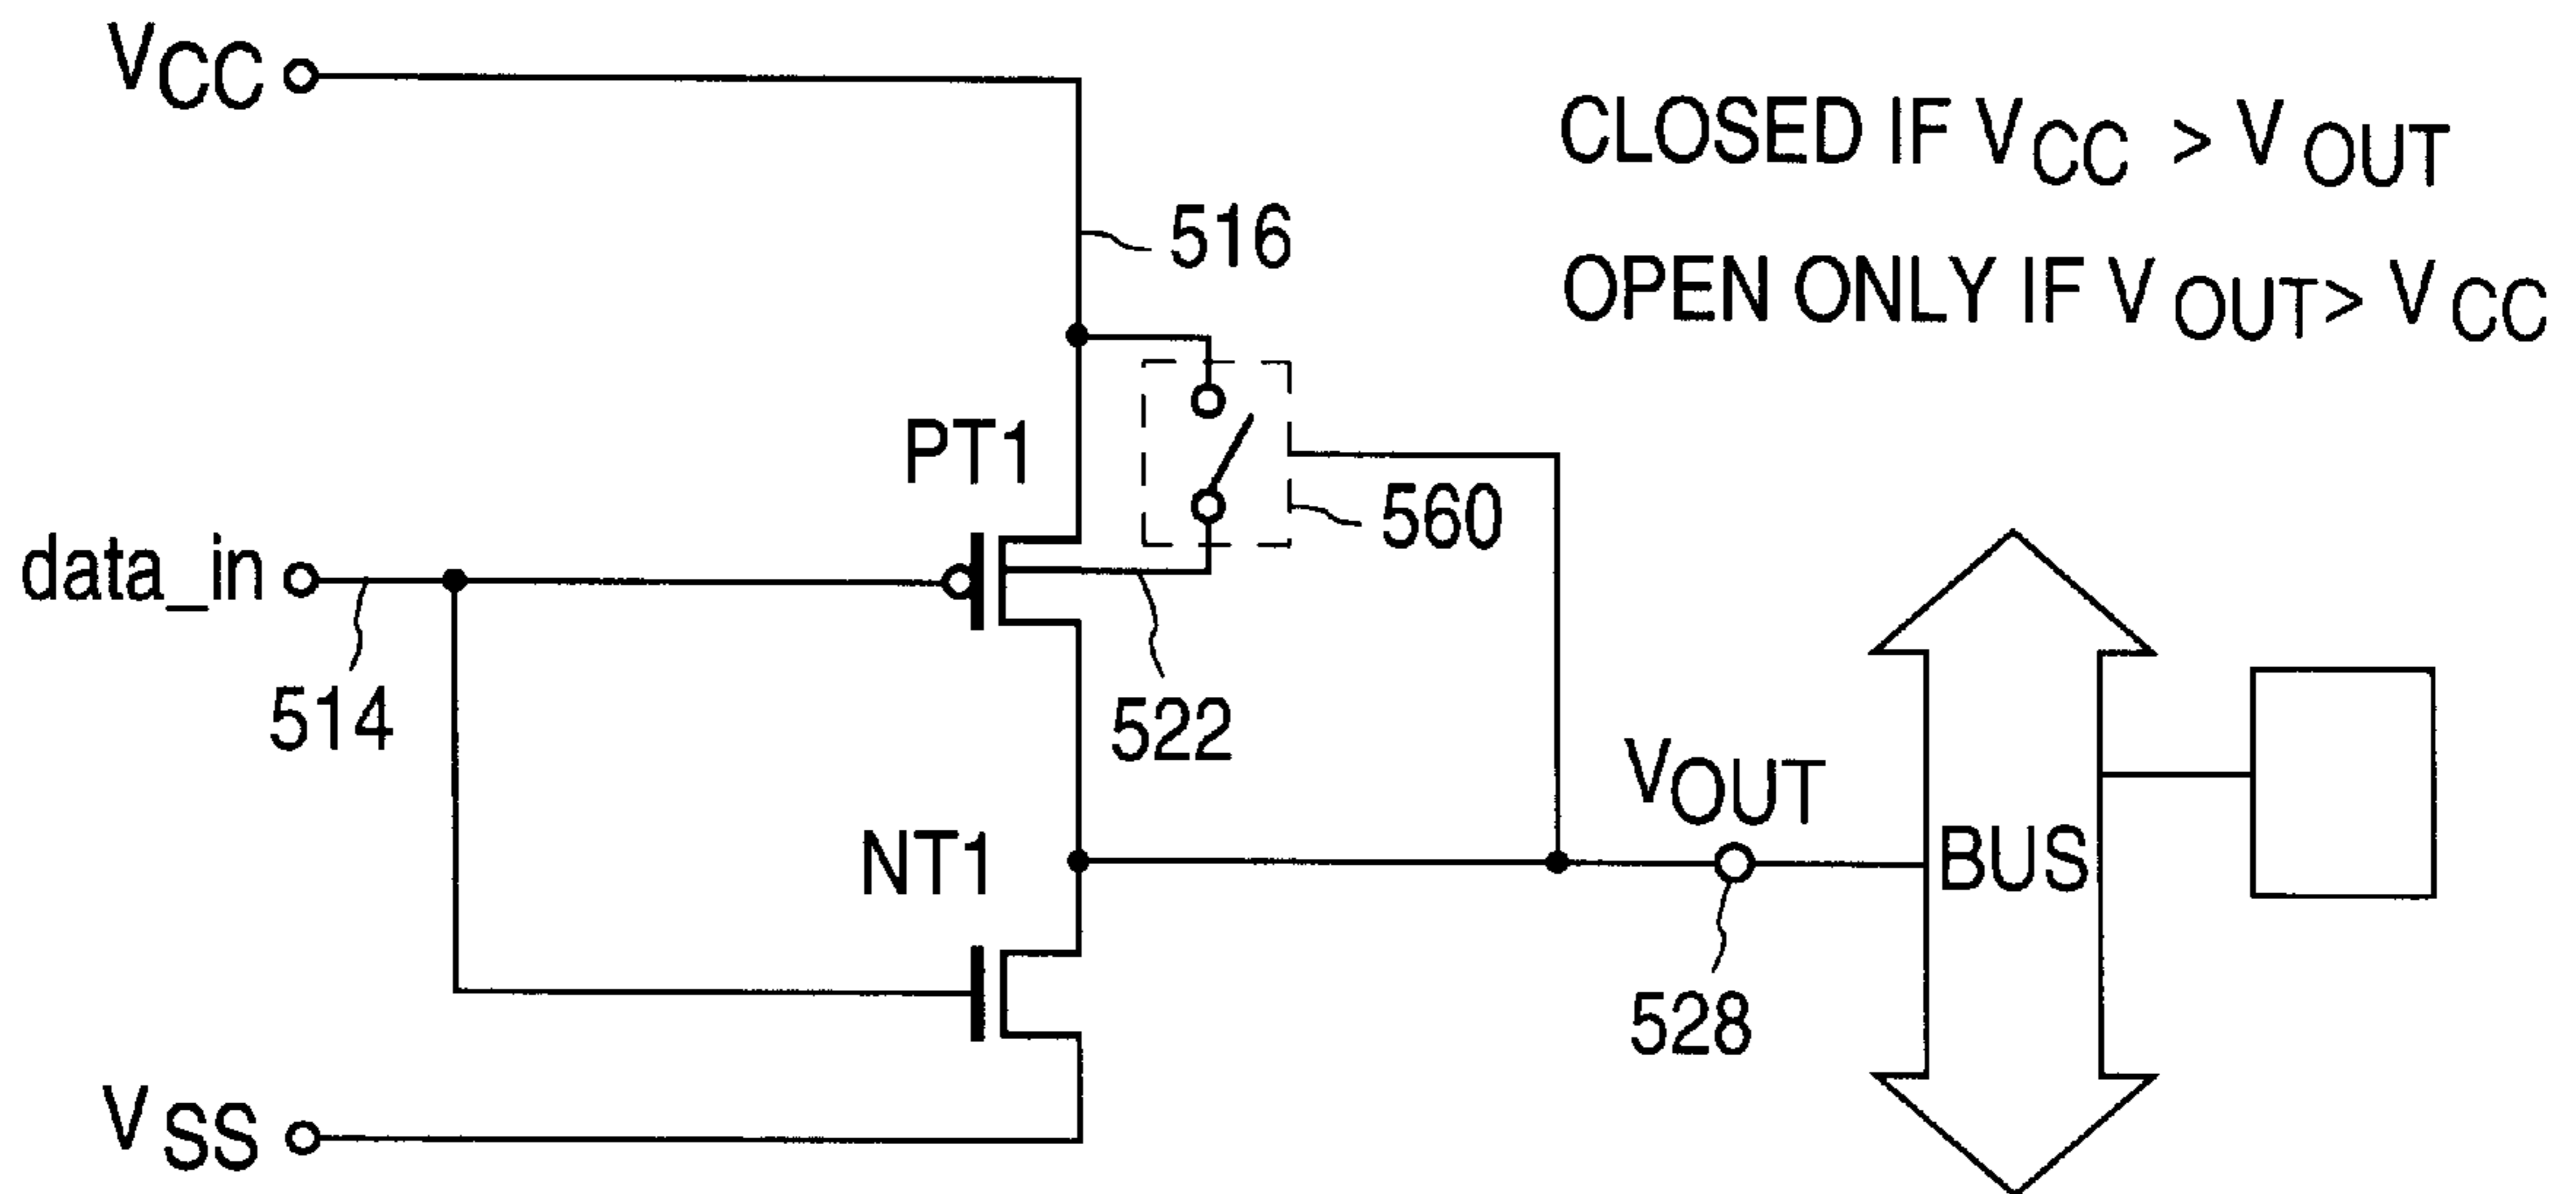 VCC
CLOSED IF VCC > VOUT
516
OPEN ONLY IF VOUT > VCC
PT1
560
data_in
514
522
VOUT
NT1
BUS
528
VSS